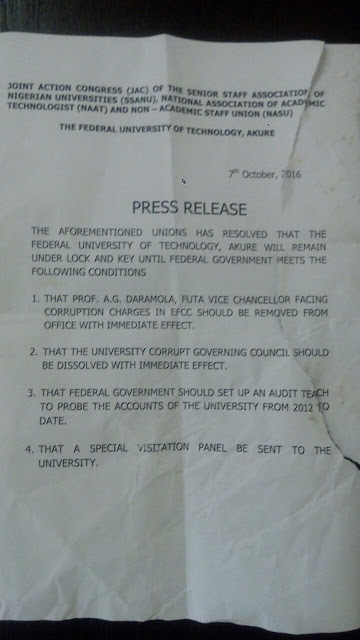 JOINT ACTION CONGRESS (JAC) OF THE SENIOR STAFF ASSOCIATION OF
NIGERIAN UNIVERSITIES (SSANU), NATIONAL ASSOCIATION OF ACADEMIC
TECHNOLOGIST (NAAT) AND NON – ACADEMIC STAFF UNION (NASU)
THE FEDERAL UNIVERSITY OF TECHNOLOGY, AKURE
7th October, 2016
PRESS RELEASE
THE AFOREMENTIONED UNIONS HAS RESOLVED THAT THE
FEDERAL UNIVERSITY OF TECHNOLOGY, AKURE WILL REMAIN
UNDER LOCK AND KEY UNTIL FEDERAL GOVERNMENT MEETS THE
FOLLOWING CONDITIONS
1. THAT PROF. A.G. DARAMOLA, FUTA VICE CHANCELLOR FACING
CORRUPTION CHARGES IN EFCC SHOULD BE REMOVED FROM
OFFICE WITH IMMEDIATE EFFECT.
2. THAT THE UNIVERSITY CORRUPT GOVERNING COUNCIL SHOULD
BE DISSOLVED WITH IMMEDIATE EFFECT.
3. THAT FEDERAL GOVERNMENT SHOULD SET UP AN AUDIT TEACH
TO PROBE THE ACCOUNTS OF THE UNIVERSITY FROM 2012 TO
DATE.
4. THAT A SPECIAL VISITATION PANEL BE SENT TO THE
UNIVERSITY.